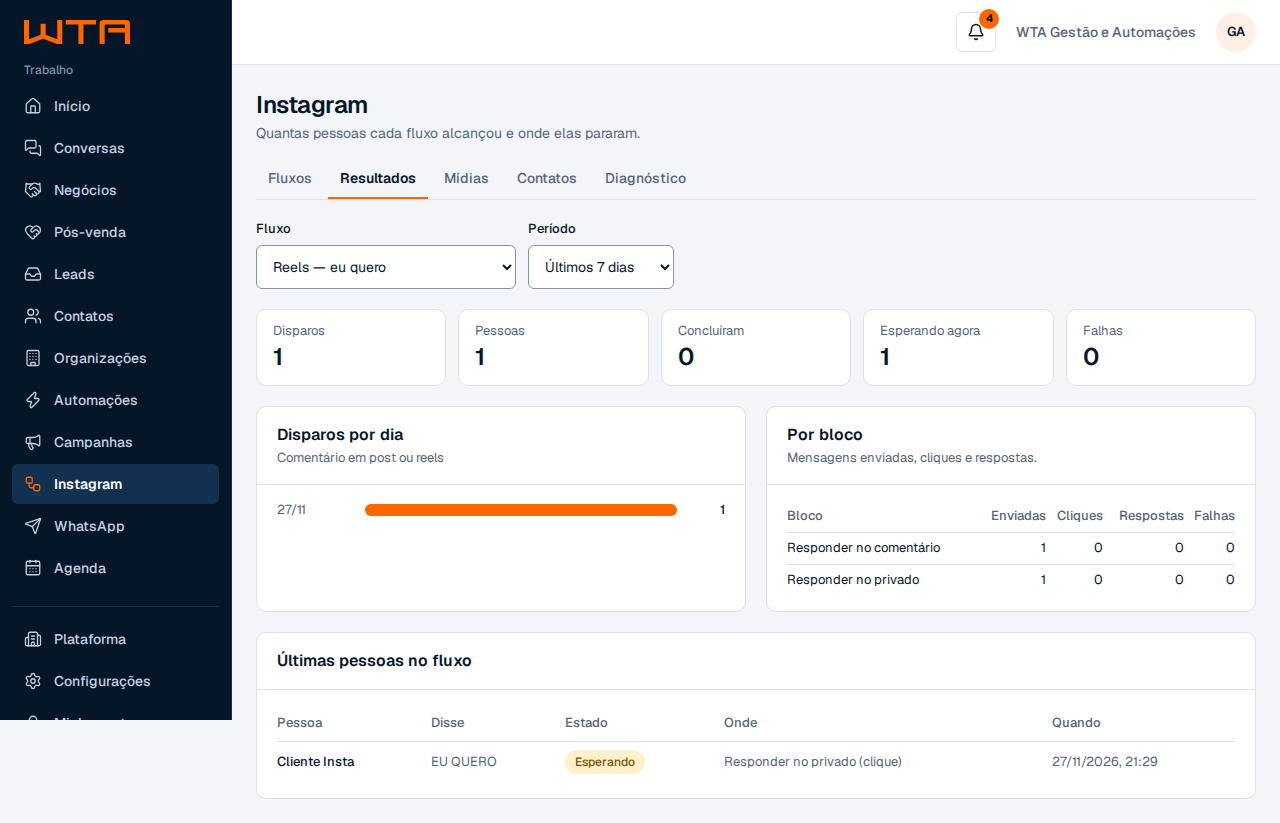 WTA
Trabalho
Início
Conversas
Negócios
Pós-venda
Leads
Contatos
Organizações
Automações
Campanhas
Instagram
WhatsApp
Agenda
Plataforma
Configurações
4
WTA Gestão e Automações
GA
Instagram
Quantas pessoas cada fluxo alcançou e onde elas pararam.
Fluxos Resultados Mídias Contatos Diagnóstico
Fluxo Período
Reels — eu quero Últimos 7 dias
Disparos Pessoas Concluíram Esperando agora Falhas
1 1 0 1 0
Disparos por dia
Comentário em post ou reels
27/11 1
Por bloco
Mensagens enviadas, cliques e respostas.
Bloco Enviadas Cliques Respostas Falhas
Responder no comentário 1 0 0 0
Responder no privado 1 0 0 0
Últimas pessoas no fluxo
Pessoa Disse Estado Onde Quando
Cliente Insta EU QUERO Esperando Responder no privado (clique) 27/11/2026, 21:29